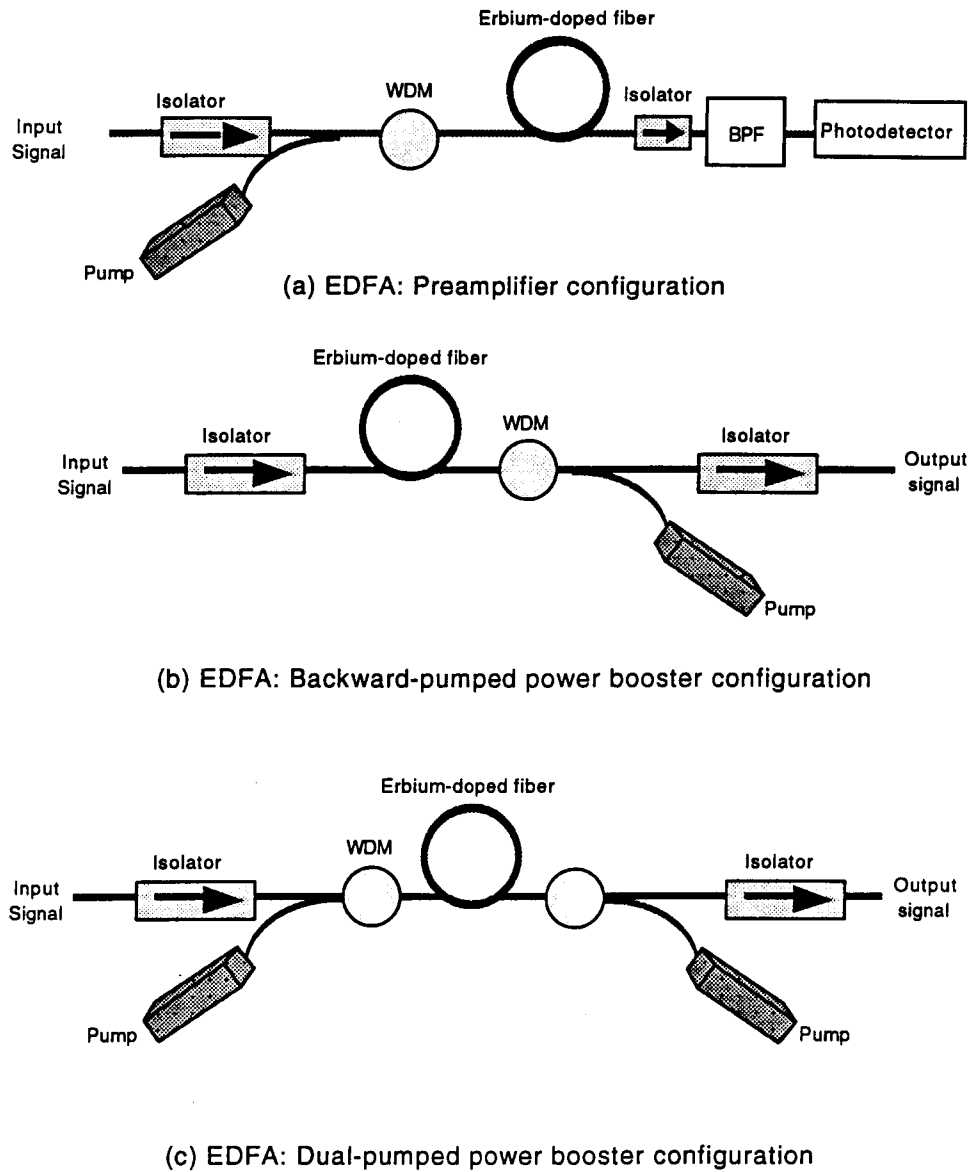 Erbium-doped fiber
WDM
Isolator
Isolator
Input
Signal
BPF
Photodetector
Pump
(a) EDFA: Preamplifier configuration
Erbium-doped fiber
WDM
Isolator
Isolator
Input
Signal
Output
signal
Pump
(b) EDFA: Backward-pumped power booster configuration
Erbium-doped fiber
WDM
Isolator
Isolator
Input
Signal
Output
signal
Pump
Pump
(c) EDFA: Dual-pumped power booster configuration